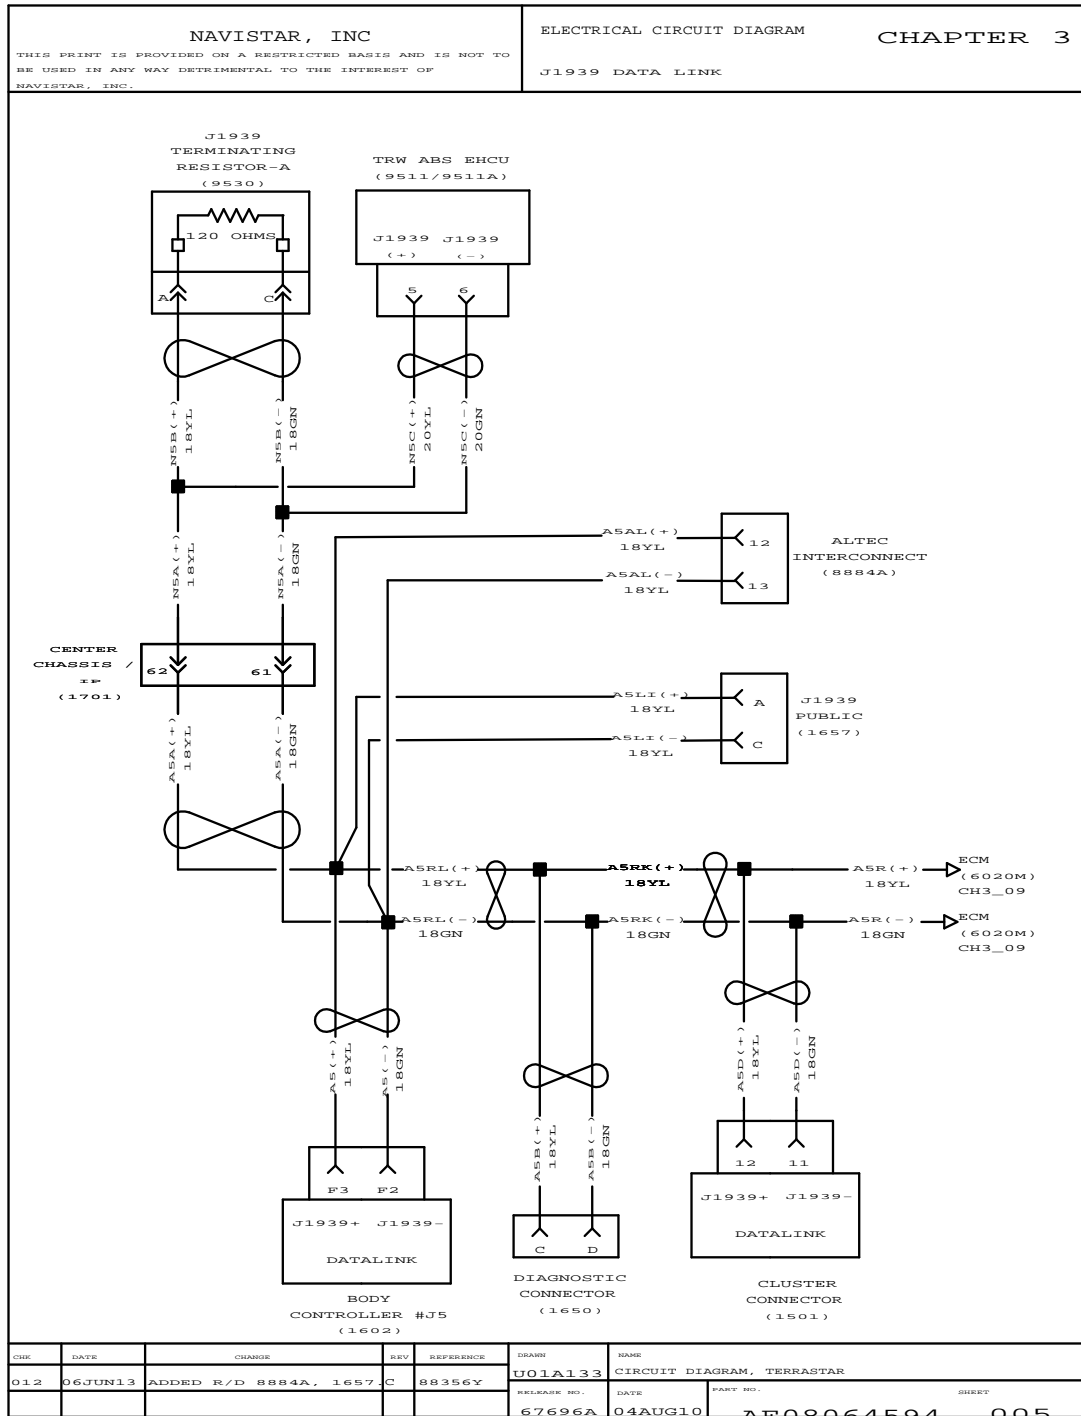 NAVISTAR, INC
THIS PRINT IS PROVIDED ON A RESTRICTED BASIS AND IS NOT TO
BE USED IN ANY WAY DETRIMENTAL TO THE INTEREST OF
NAVISTAR, INC.
ELECTRICAL CIRCUIT DIAGRAM
J1939 DATA LINK
CHAPTER 3
J1939
TERMINATING
RESISTOR-A
(9530)
120 OHMS
A
C
TRW ABS EHCU
(9511/9511A)
J1939 J1939
(+) (-)
5 6
N5B(+)
18YL
N5B(-)
18GN
N5C(+)
20YL
N5C(-)
20GN
N5A(+)
18YL
N5A(-)
18GN
A5AL(+)
18YL
A5AL(-)
18YL
12
13
ALTEC
INTERCONNECT
(8884A)
CENTER
CHASSIS /
IP
(1701)
62
61
A5LI(+)
18YL
A5LI(-)
18YL
A
C
J1939
PUBLIC
(1657)
A5A(+)
18YL
A5A(-)
18GN
A5RL(+)
18YL
A5RK(+)
18YL
A5R(+)
18YL
ECM
(6020M)
CH3_09
A5RL(-)
18GN
A5RK(-)
18GN
A5R(-)
18GN
ECM
(6020M)
CH3_09
A5(+)
18YL
A5(-)
18GN
A5B(+)
18YL
A5B(-)
18GN
A5D(+)
18YL
A5D(-)
18GN
F3 F2
J1939+ J1939-
DATALINK
BODY
CONTROLLER #J5
(1602)
C D
DIAGNOSTIC
CONNECTOR
(1650)
12 11
J1939+ J1939-
DATALINK
CLUSTER
CONNECTOR
(1501)
CHK DATE CHANGE REV REFERENCE
012 06JUN13 ADDED R/D 8884A, 1657. C 88356Y
DRAWN
U01A133
NAME
CIRCUIT DIAGRAM, TERRASTAR
RELEASE NO.
67696A
DATE
04AUG10
PART NO.
SHEET
AE08064594 005